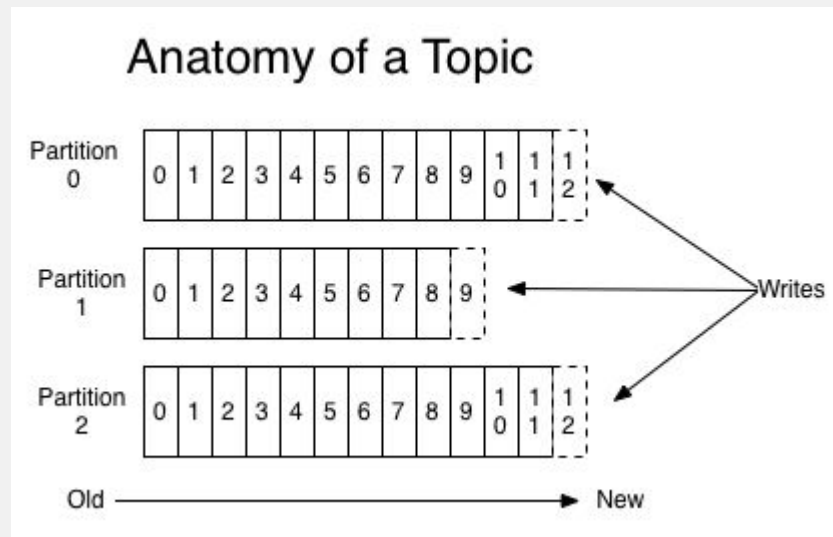 Anatomy of a Topic
Partition
0
0 1 2 3 4 5 6 7 8 9 10 11 12
Partition
1
0 1 2 3 4 5 6 7 8 9
Writes
Partition
2
0 1 2 3 4 5 6 7 8 9 10 11 12
Old New